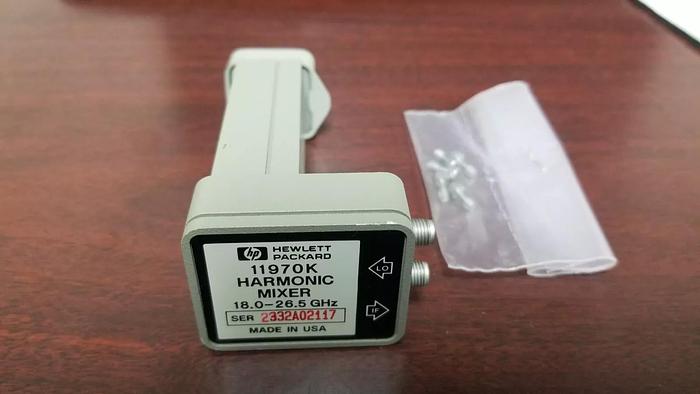 hp HEWLETT
PACKARD
11970K
HARMONIC
MIXER
18.0-26.5 GHz
SER 2332A02117
MADE IN USA
LO
IF